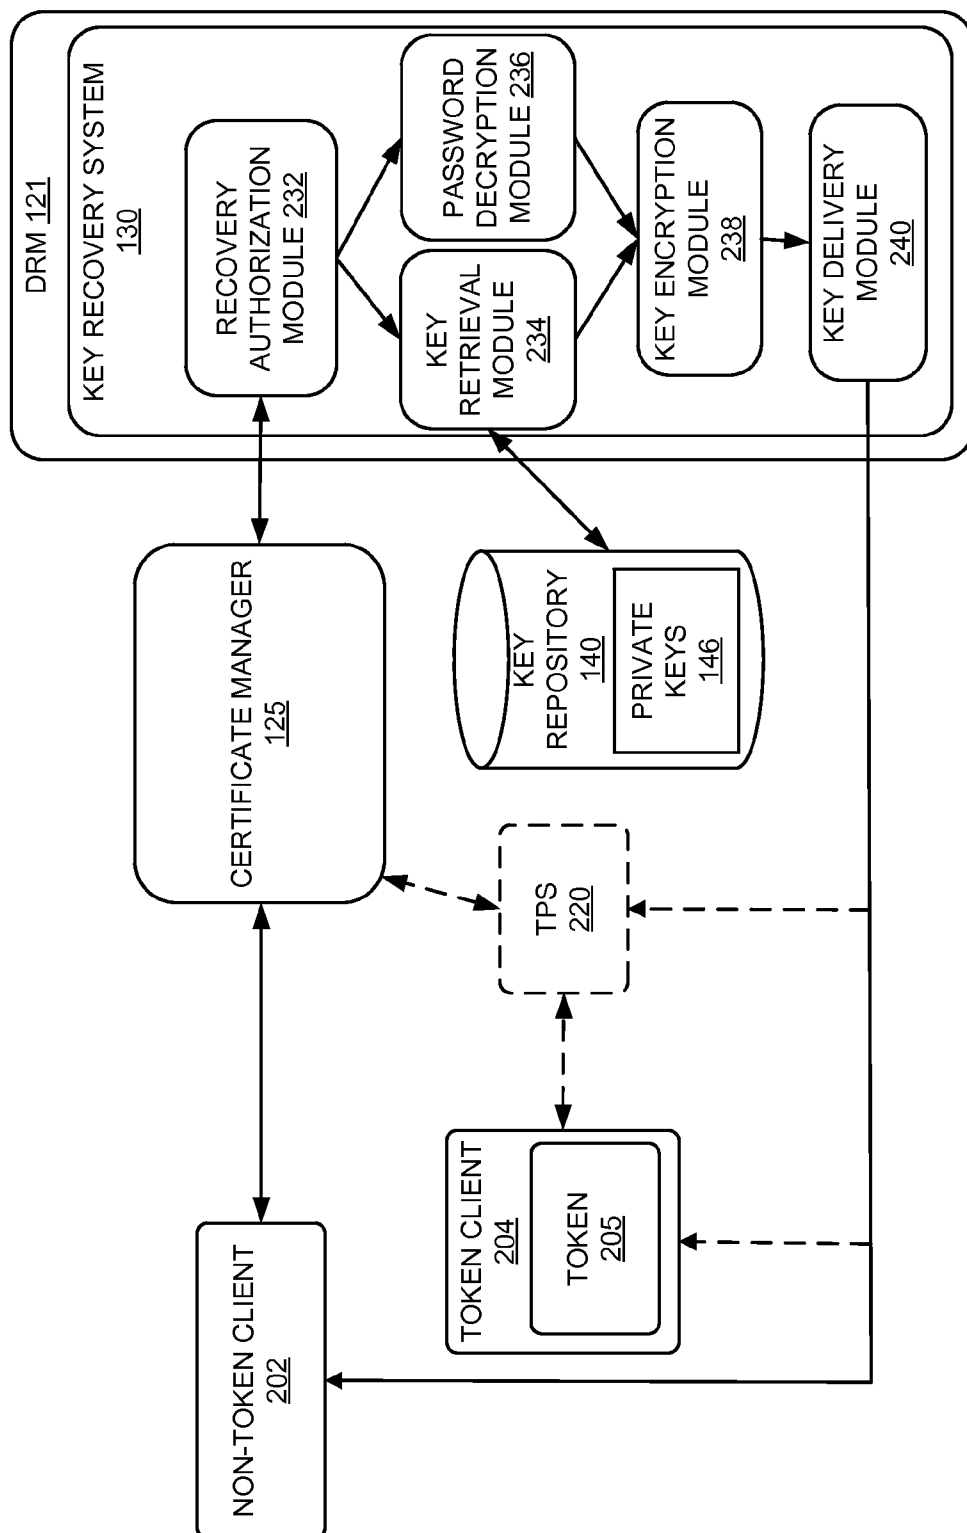 DRM 121
KEY RECOVERY SYSTEM
130
RECOVERY
AUTHORIZATION
MODULE 232
KEY
RETRIEVAL
MODULE
234
PASSWORD
DECRYPTION
MODULE 236
KEY ENCRYPTION
MODULE
238
KEY DELIVERY
MODULE
240
CERTIFICATE MANAGER
125
KEY
REPOSITORY
140
PRIVATE
KEYS
146
TPS
220
NON-TOKEN CLIENT
202
TOKEN CLIENT
204
TOKEN
205